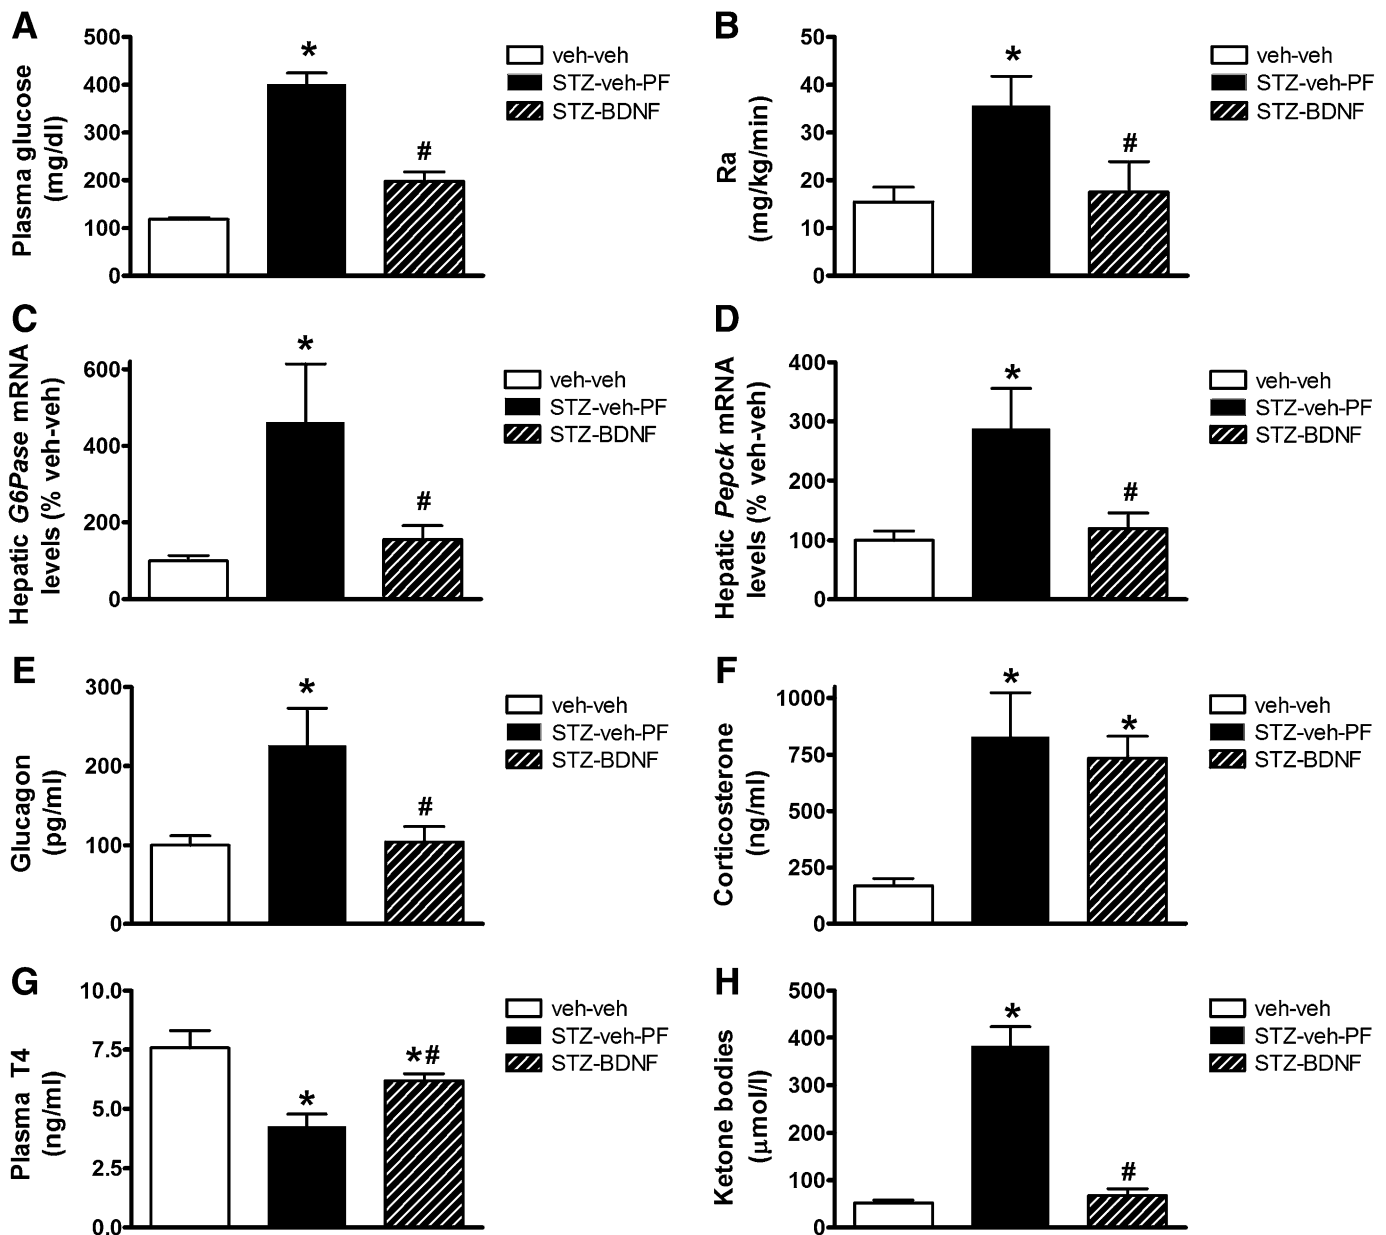 A
Plasma glucose
(mg/dl)
500
400
300
200
100
0
*
#
veh-veh
STZ-veh-PF
STZ-BDNF
B
Ra
(mg/kg/min)
50
40
30
20
10
0
*
#
veh-veh
STZ-veh-PF
STZ-BDNF
C
Hepatic G6Pase mRNA
levels (% veh-veh)
600
400
200
0
*
#
veh-veh
STZ-veh-PF
STZ-BDNF
D
Hepatic Pepck mRNA
levels (% veh-veh)
400
300
200
100
0
*
#
veh-veh
STZ-veh-PF
STZ-BDNF
E
Glucagon
(pg/ml)
300
200
100
0
*
#
veh-veh
STZ-veh-PF
STZ-BDNF
F
Corticosterone
(ng/ml)
1000
750
500
250
0
*
*
veh-veh
STZ-veh-PF
STZ-BDNF
G
Plasma T4
(ng/ml)
10.0
7.5
5.0
2.5
0.0
*
*#
veh-veh
STZ-veh-PF
STZ-BDNF
H
Ketone bodies
(μmol/l)
500
400
300
200
100
0
*
#
veh-veh
STZ-veh-PF
STZ-BDNF